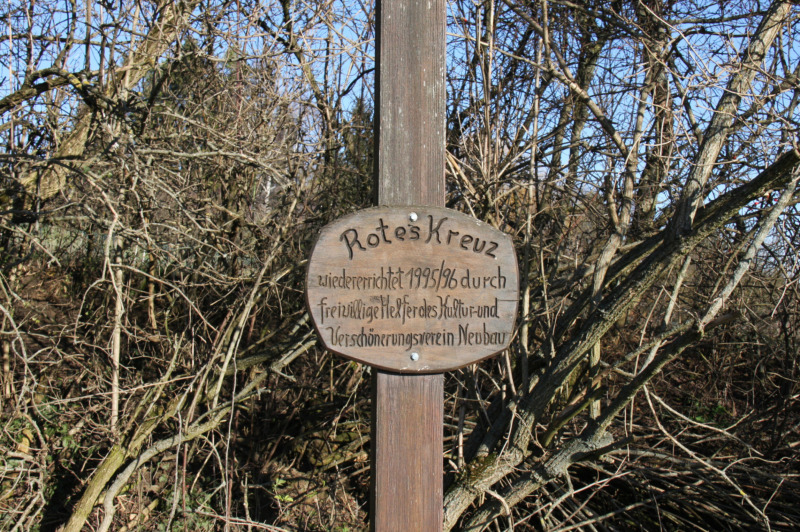 Rotes Kreuz
wiedererrichtet 1995/96 durch
freiwillige Helfer des Kultur-und
Verschönerungsverein Neubau